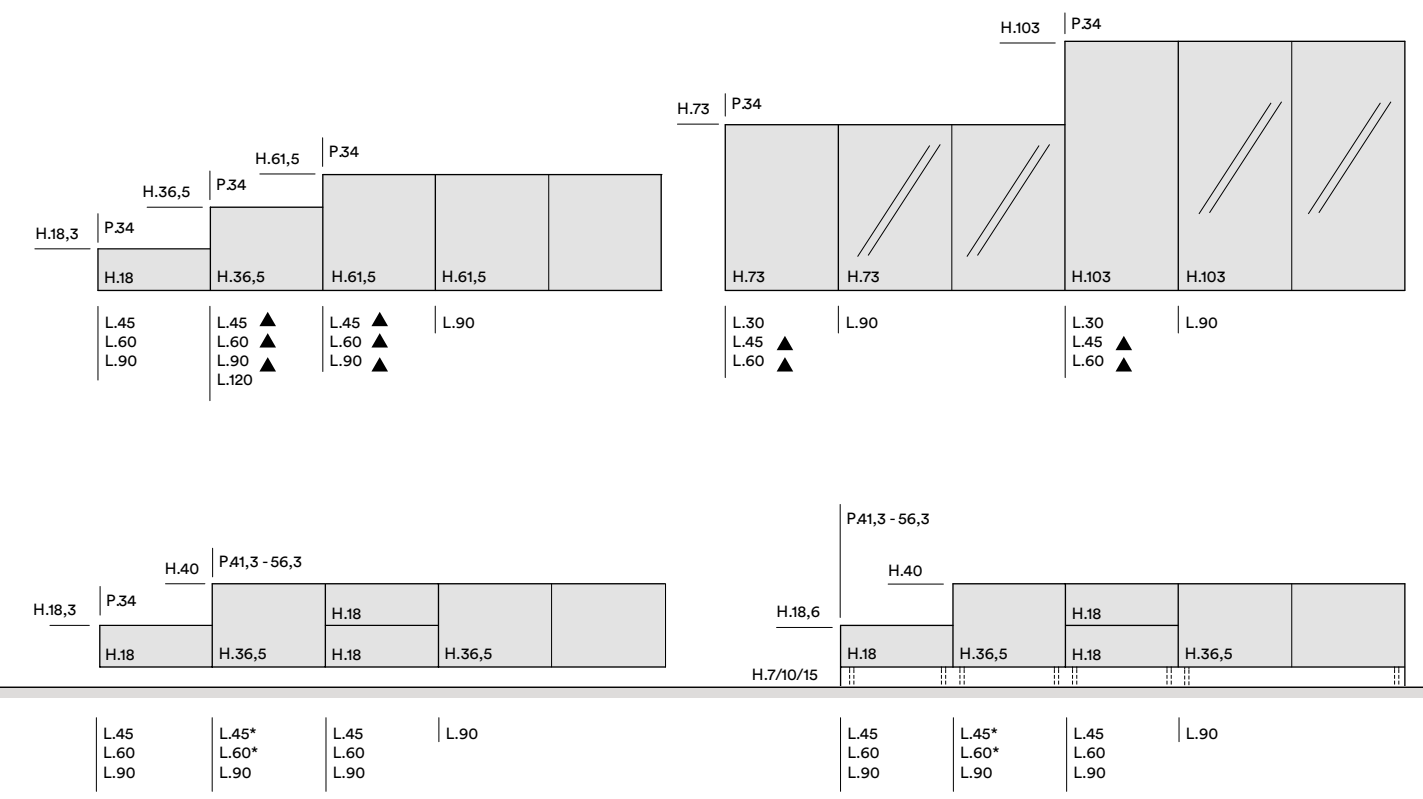 H.18,3
P.34
H.36,5
P.34
H.61,5
P.34
H.18
H.36,5
H.61,5
H.61,5
L.45
L.60
L.90
L.45 ▲
L.60 ▲
L.90 ▲
L.120
L.45 ▲
L.60 ▲
L.90 ▲
L.90
H.73
P.34
H.103
P.34
H.73
H.73
H.103
H.103
L.30
L.45 ▲
L.60 ▲
L.90
L.30
L.45 ▲
L.60 ▲
L.90
H.18,3
P.34
H.40
P.41,3 - 56,3
H.18
H.36,5
H.18
H.18
H.36,5
L.45
L.60
L.90
L.45*
L.60*
L.90
L.45
L.60
L.90
L.90
P.41,3 - 56,3
H.40
H.18,6
H.7/10/15
H.18
H.36,5
H.18
H.18
H.36,5
L.45
L.60
L.90
L.45*
L.60*
L.90
L.45
L.60
L.90
L.90